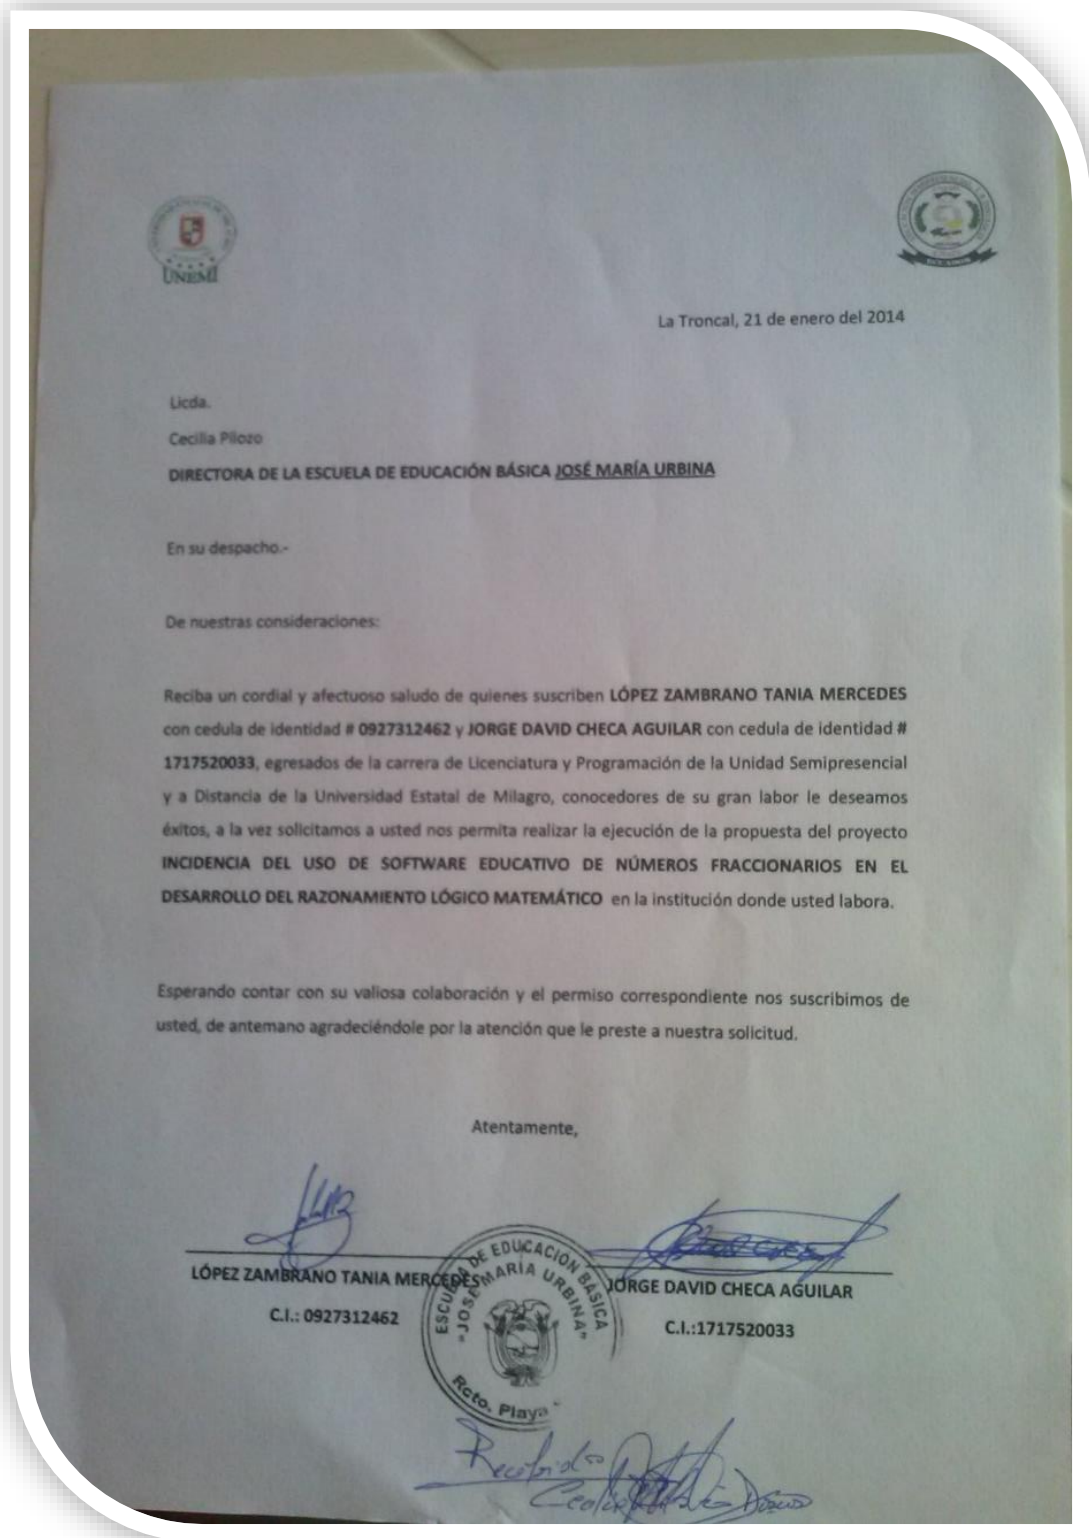 UNEMI
La Troncal, 21 de enero del 2014
Licda.
Cecilia Pilozo
DIRECTORA DE LA ESCUELA DE EDUCACIÓN BÁSICA JOSÉ MARÍA URBINA
En su despacho.-
De nuestras consideraciones:
Reciba un cordial y afectuoso saludo de quienes suscriben LÓPEZ ZAMBRANO TANIA MERCEDES
con cedula de identidad # 0927312462 y JORGE DAVID CHECA AGUILAR con cedula de identidad #
1717520033, egresados de la carrera de Licenciatura y Programación de la Unidad Semipresencial
y a Distancia de la Universidad Estatal de Milagro, conocedores de su gran labor le deseamos
éxitos, a la vez solicitamos a usted nos permita realizar la ejecución de la propuesta del proyecto
INCIDENCIA DEL USO DE SOFTWARE EDUCATIVO DE NÚMEROS FRACCIONARIOS EN EL
DESARROLLO DEL RAZONAMIENTO LÓGICO MATEMÁTICO en la institución donde usted labora.
Esperando contar con su valiosa colaboración y el permiso correspondiente nos suscribimos de
usted, de antemano agradeciéndole por la atención que le preste a nuestra solicitud.
Atentamente,
LÓPEZ ZAMBRANO TANIA MERCEDES
C.I.: 0927312462
JORGE DAVID CHECA AGUILAR
C.I.:1717520033
ESCUELA DE EDUCACIÓN BÁSICA
"JOSÉ MARÍA URBINA"
Rcto. Playa
Recibido